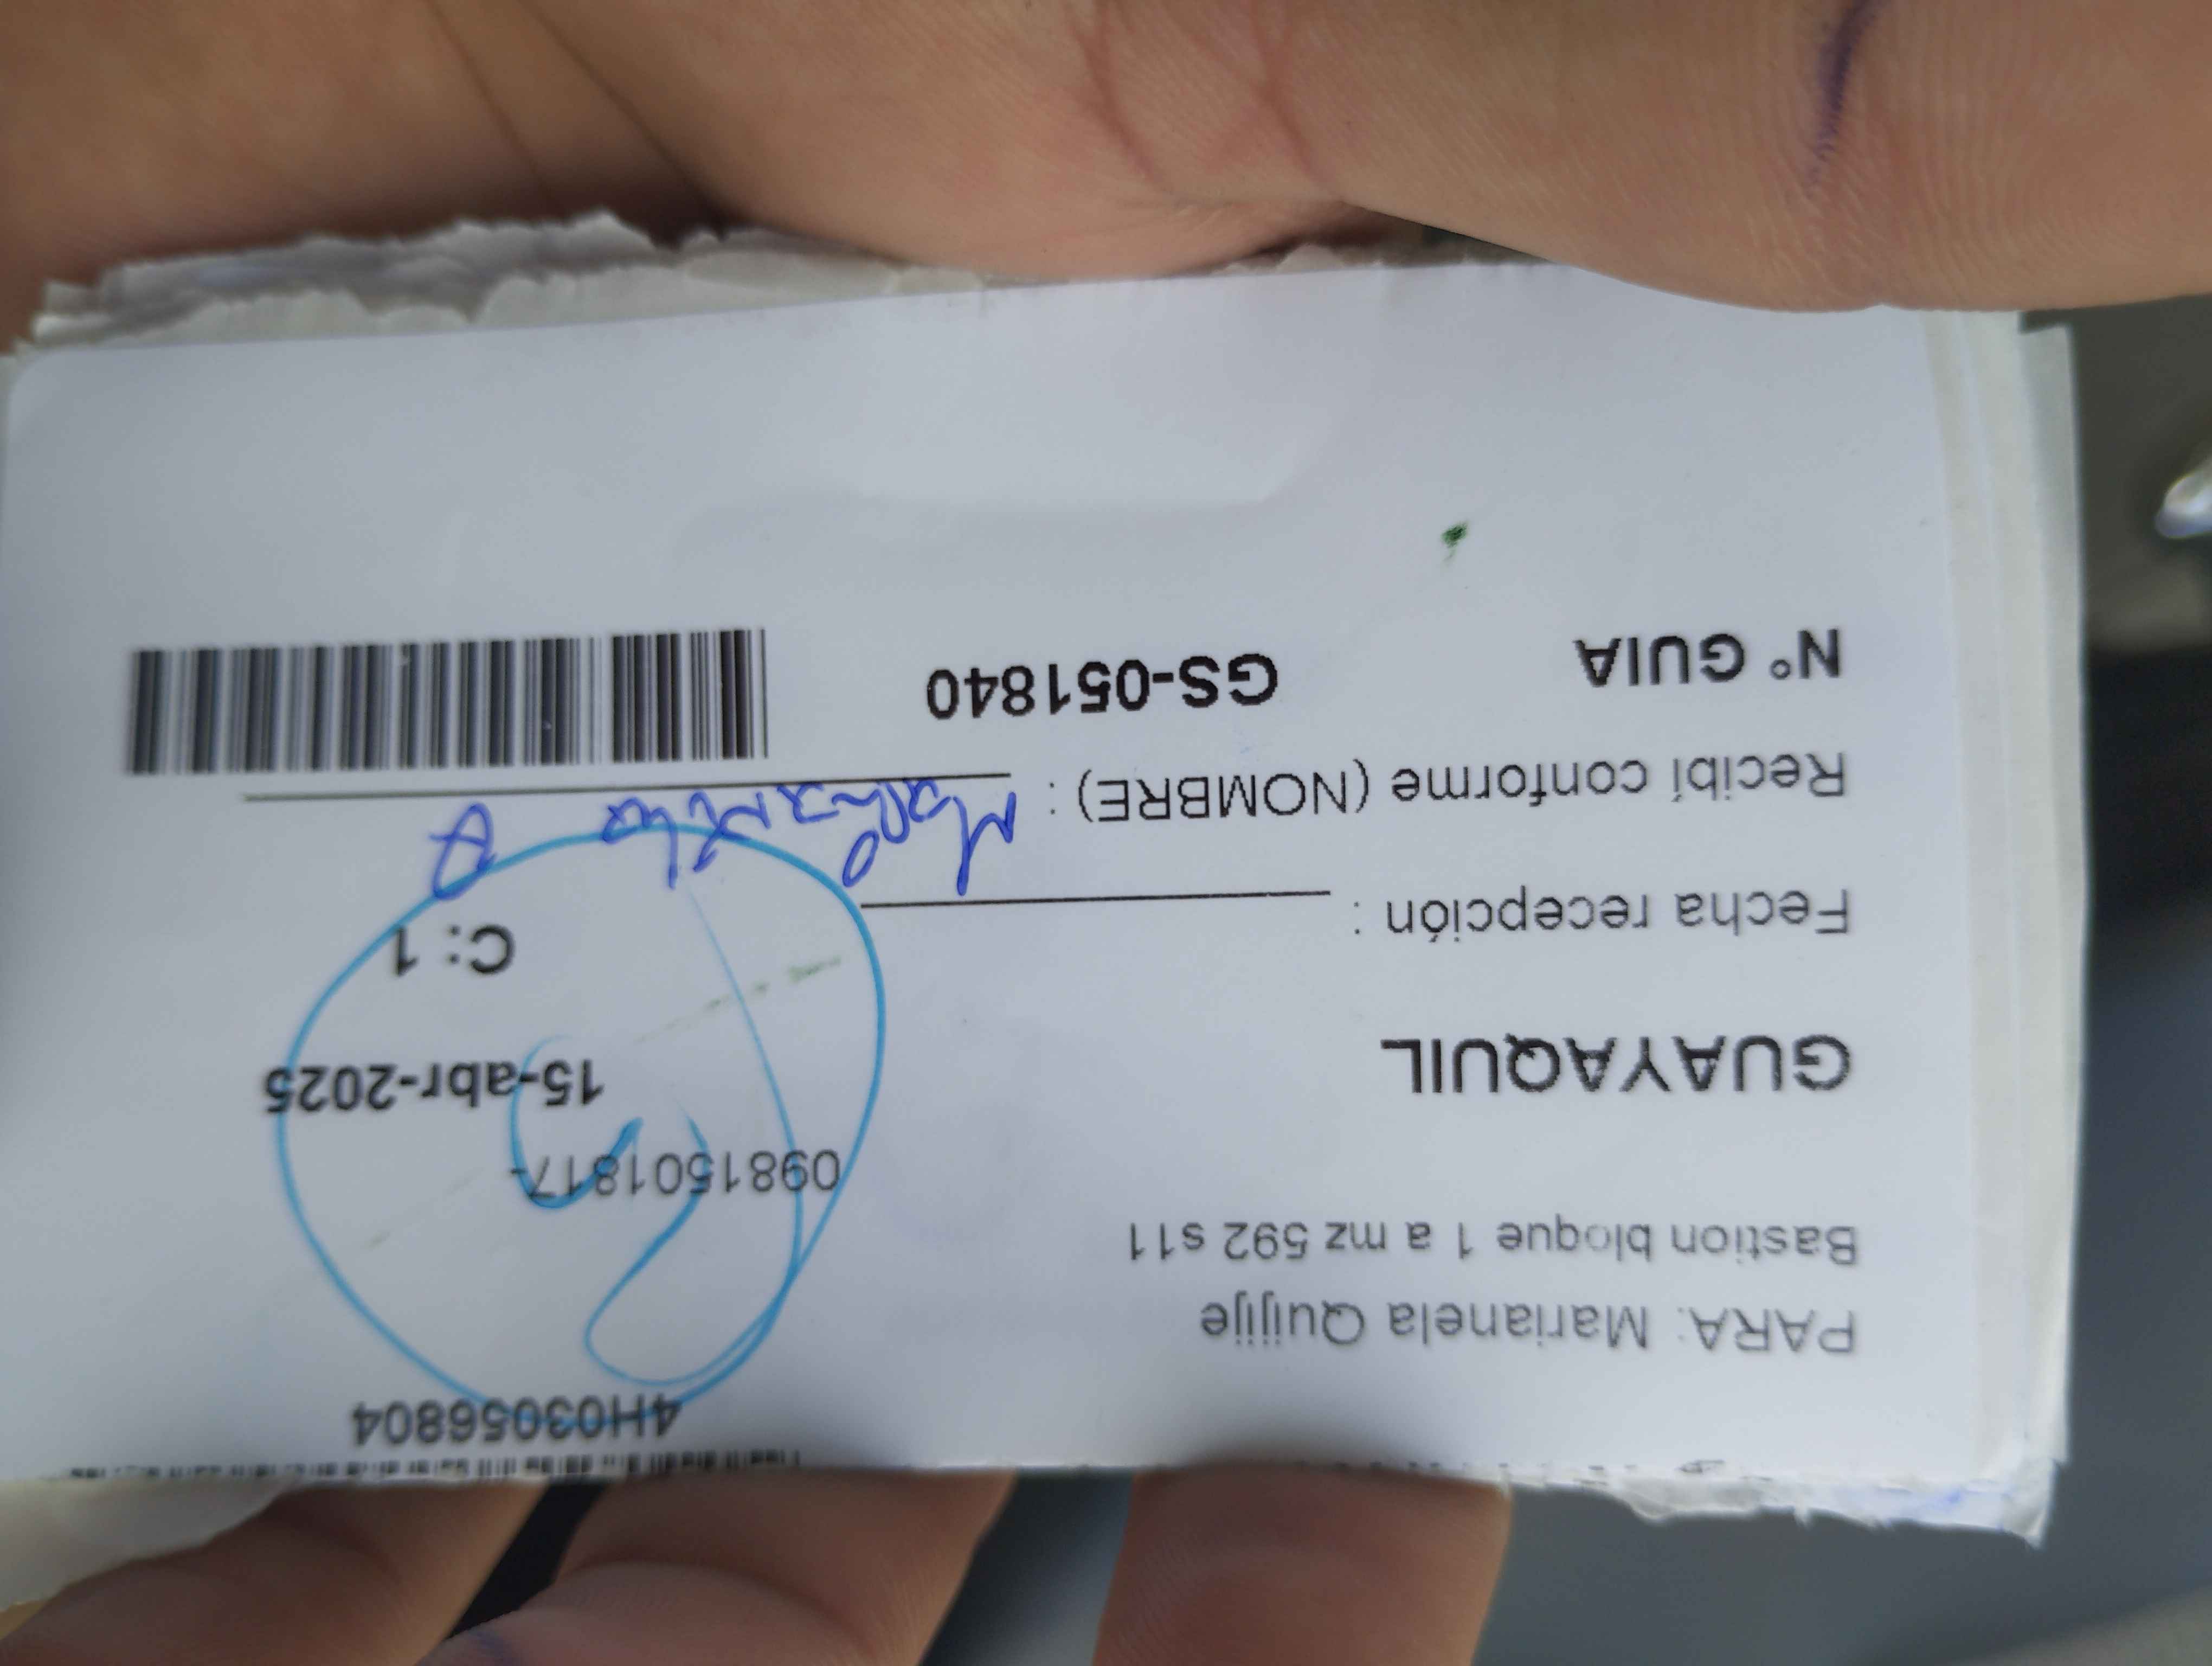 4H03056804
PARA: Marianela Quijije
Bastion bloque 1 a mz 592 s11
0981501817-
GUAYAQUIL 15-abr-2025
Fecha recepción : C: 1
Recibí conforme (NOMBRE) :
N° GUIA GS-051840